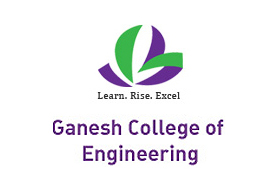 Learn. Rise. Excel
Ganesh College of
Engineering